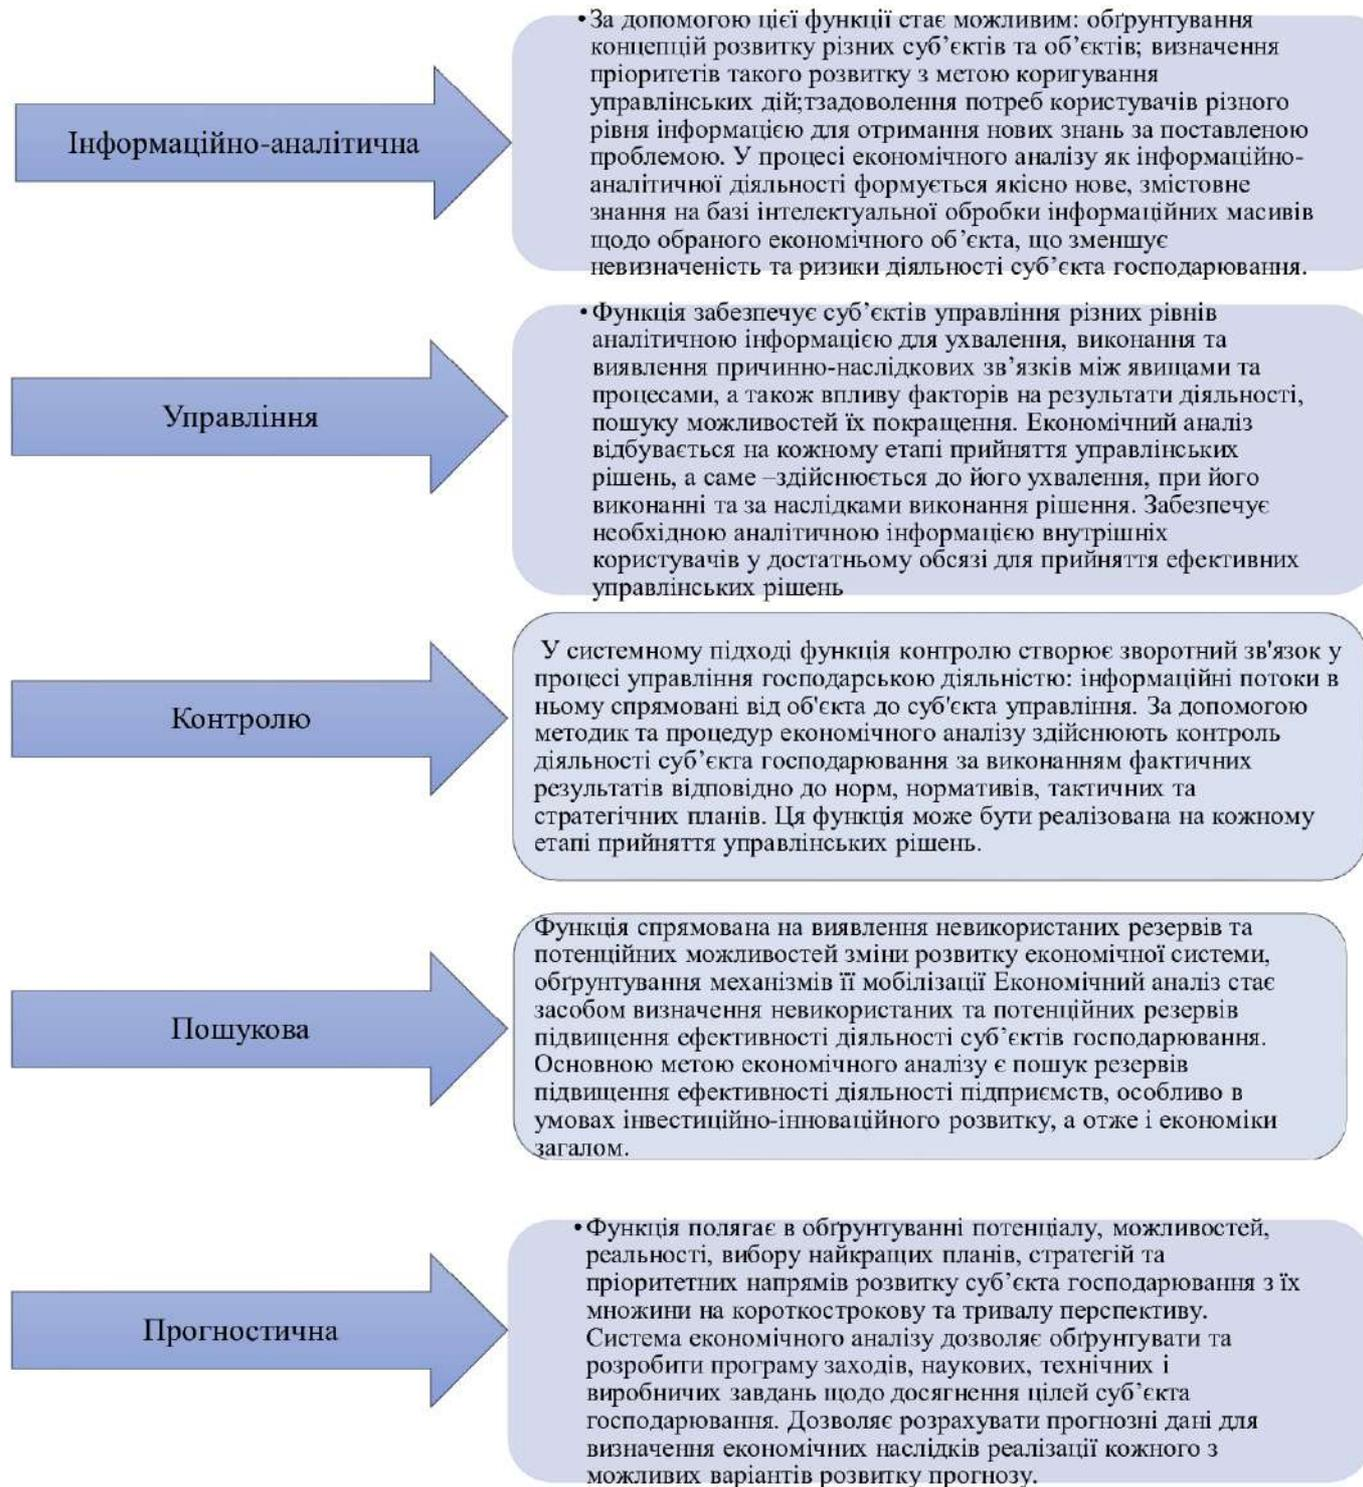 Інформаційно-аналітична
• За допомогою цієї функції стає можливим: обґрунтування
концепцій розвитку різних суб’єктів та об’єктів; визначення
пріоритетів такого розвитку з метою коригування
управлінських дій;тзадоволення потреб користувачів різного
рівня інформацією для отримання нових знань за поставленою
проблемою. У процесі економічного аналізу як інформаційно-
аналітичної діяльності формується якісно нове, змістовне
знання на базі інтелектуальної обробки інформаційних масивів
щодо обраного економічного об’єкта, що зменшує
невизначеність та ризики діяльності суб’єкта господарювання.
Управління
• Функція забезпечує суб’єктів управління різних рівнів
аналітичною інформацією для ухвалення, виконання та
виявлення причинно-наслідкових зв’язків між явищами та
процесами, а також впливу факторів на результати діяльності,
пошуку можливостей їх покращення. Економічний аналіз
відбувається на кожному етапі прийняття управлінських
рішень, а саме –здійснюється до його ухвалення, при його
виконанні та за наслідками виконання рішення. Забезпечує
необхідною аналітичною інформацією внутрішніх
користувачів у достатньому обсязі для прийняття ефективних
управлінських рішень
Контролю
У системному підході функція контролю створює зворотний зв'язок у
процесі управління господарською діяльністю: інформаційні потоки в
ньому спрямовані від об'єкта до суб'єкта управління. За допомогою
методик та процедур економічного аналізу здійснюють контроль
діяльності суб’єкта господарювання за виконанням фактичних
результатів відповідно до норм, нормативів, тактичних та
стратегічних планів. Ця функція може бути реалізована на кожному
етапі прийняття управлінських рішень.
Пошукова
Функція спрямована на виявлення невикористаних резервів та
потенційних можливостей зміни розвитку економічної системи,
обґрунтування механізмів її мобілізації Економічний аналіз стає
засобом визначення невикористаних та потенційних резервів
підвищення ефективності діяльності суб’єктів господарювання.
Основною метою економічного аналізу є пошук резервів
підвищення ефективності діяльності підприємств, особливо в
умовах інвестиційно-інноваційного розвитку, а отже і економіки
загалом.
Прогностична
• Функція полягає в обґрунтуванні потенціалу, можливостей,
реальності, вибору найкращих планів, стратегій та
пріоритетних напрямів розвитку суб’єкта господарювання з їх
множини на короткострокову та тривалу перспективу.
Система економічного аналізу дозволяє обґрунтувати та
розробити програму заходів, наукових, технічних і
виробничих завдань щодо досягнення цілей суб’єкта
господарювання. Дозволяє розрахувати прогнозні дані для
визначення економічних наслідків реалізації кожного з
можливих варіантів розвитку прогнозу.